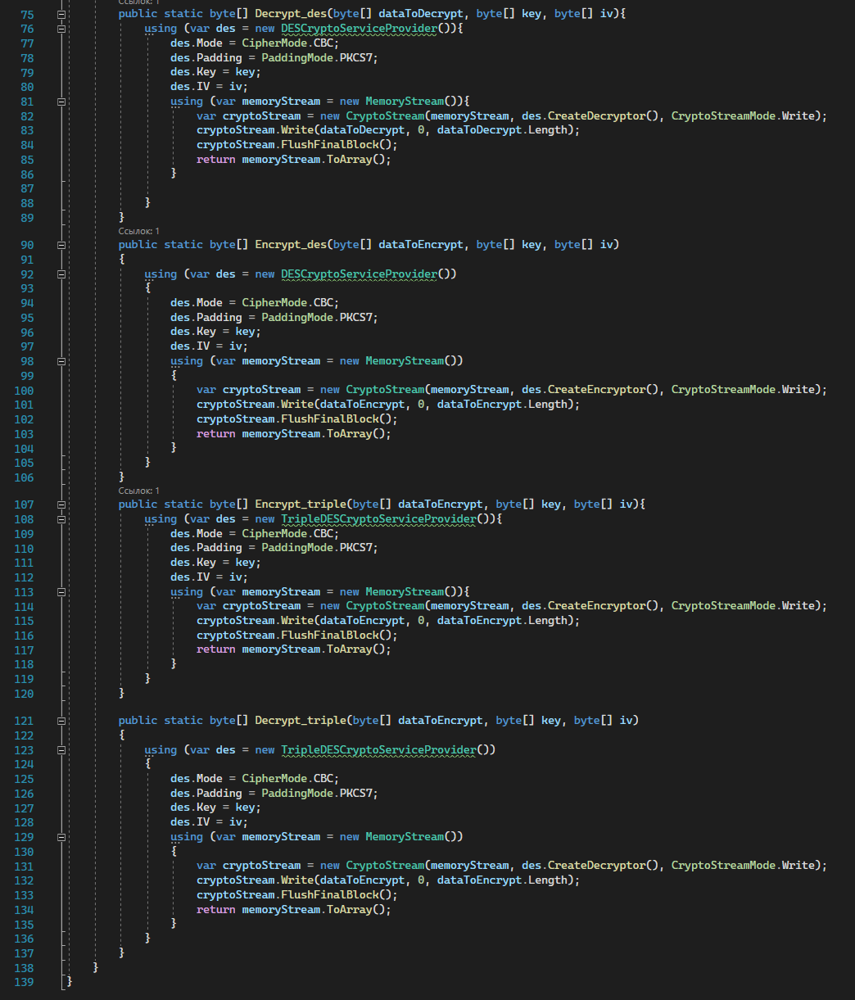 Ссылок: 1
75 public static byte[] Decrypt_des(byte[] dataToDecrypt, byte[] key, byte[] iv){
76 using (var des = new DESCryptoServiceProvider()){
77 des.Mode = CipherMode.CBC;
78 des.Padding = PaddingMode.PKCS7;
79 des.Key = key;
80 des.IV = iv;
81 using (var memoryStream = new MemoryStream()){
82 var cryptoStream = new CryptoStream(memoryStream, des.CreateDecryptor(), CryptoStreamMode.Write);
83 cryptoStream.Write(dataToDecrypt, 0, dataToDecrypt.Length);
84 cryptoStream.FlushFinalBlock();
85 return memoryStream.ToArray();
86 }
87
88 }
89 }
Ссылок: 1
90 public static byte[] Encrypt_des(byte[] dataToEncrypt, byte[] key, byte[] iv)
91 {
92 using (var des = new DESCryptoServiceProvider())
93 {
94 des.Mode = CipherMode.CBC;
95 des.Padding = PaddingMode.PKCS7;
96 des.Key = key;
97 des.IV = iv;
98 using (var memoryStream = new MemoryStream())
99 {
100 var cryptoStream = new CryptoStream(memoryStream, des.CreateEncryptor(), CryptoStreamMode.Write);
101 cryptoStream.Write(dataToEncrypt, 0, dataToEncrypt.Length);
102 cryptoStream.FlushFinalBlock();
103 return memoryStream.ToArray();
104 }
105 }
106 }
Ссылок: 1
107 public static byte[] Encrypt_triple(byte[] dataToEncrypt, byte[] key, byte[] iv){
108 using (var des = new TripleDESCryptoServiceProvider()){
109 des.Mode = CipherMode.CBC;
110 des.Padding = PaddingMode.PKCS7;
111 des.Key = key;
112 des.IV = iv;
113 using (var memoryStream = new MemoryStream()){
114 var cryptoStream = new CryptoStream(memoryStream, des.CreateEncryptor(), CryptoStreamMode.Write);
115 cryptoStream.Write(dataToEncrypt, 0, dataToEncrypt.Length);
116 cryptoStream.FlushFinalBlock();
117 return memoryStream.ToArray();
118 }
119 }
120 }
121 public static byte[] Decrypt_triple(byte[] dataToEncrypt, byte[] key, byte[] iv)
122 {
123 using (var des = new TripleDESCryptoServiceProvider())
124 {
125 des.Mode = CipherMode.CBC;
126 des.Padding = PaddingMode.PKCS7;
127 des.Key = key;
128 des.IV = iv;
129 using (var memoryStream = new MemoryStream())
130 {
131 var cryptoStream = new CryptoStream(memoryStream, des.CreateDecryptor(), CryptoStreamMode.Write);
132 cryptoStream.Write(dataToEncrypt, 0, dataToEncrypt.Length);
133 cryptoStream.FlushFinalBlock();
134 return memoryStream.ToArray();
135 }
136 }
137 }
138 }
139 }